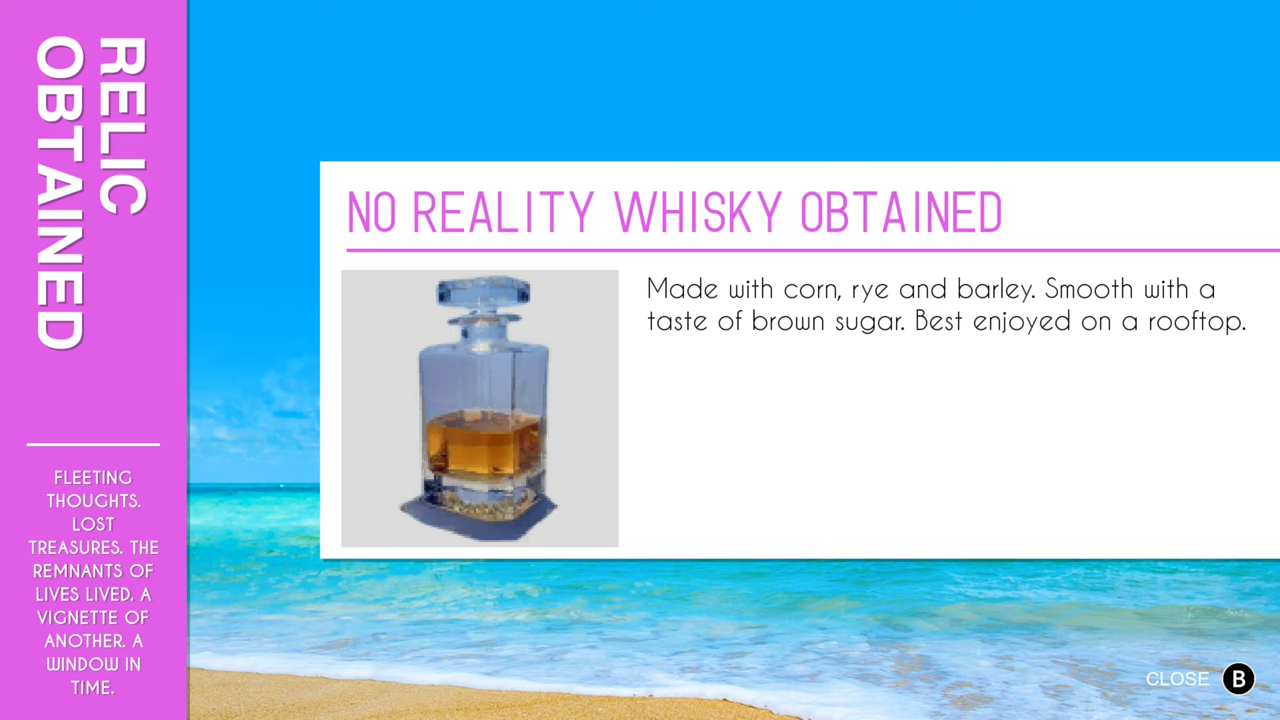 RELIC
OBTAINED
FLEETING
THOUGHTS.
LOST
TREASURES. THE
REMNANTS OF
LIVES LIVED. A
VIGNETTE OF
ANOTHER. A
WINDOW IN
TIME.
NO REALITY WHISKY OBTAINED
Made with corn, rye and barley. Smooth with a
taste of brown sugar. Best enjoyed on a rooftop.
CLOSE B